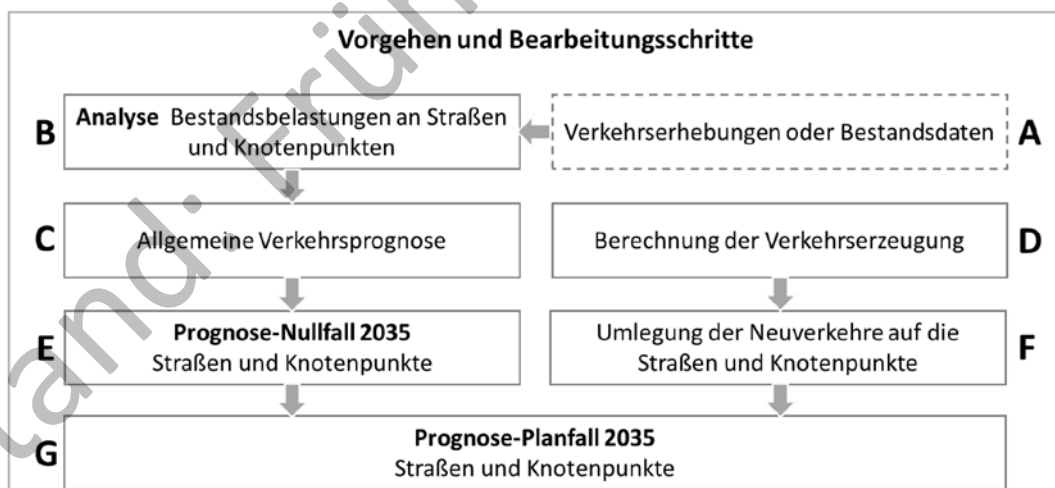 Vorgehen und Bearbeitungsschritte
B
Analyse Bestandsbelastungen an Straßen
und Knotenpunkten
Verkehrserhebungen oder Bestandsdaten
A
C
Allgemeine Verkehrsprognose
Berechnung der Verkehrserzeugung
D
E
Prognose-Nullfall 2035
Straßen und Knotenpunkte
Umlegung der Neuverkehre auf die
Straßen und Knotenpunkte
F
G
Prognose-Planfall 2035
Straßen und Knotenpunkte